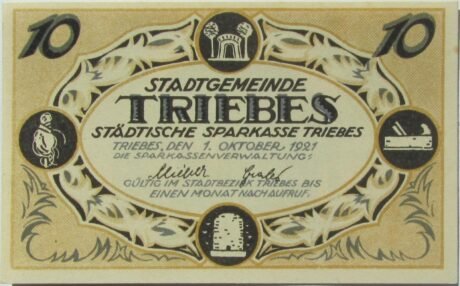 10 10
STADTGEMEINDE
TRIEBES
STÄDTISCHE SPARKASSE TRIEBES
TRIEBES, DEN 1. OKTOBER 1921
DIE SPARKASSENVERWALTUNG:
GÜLTIG IM STADTBEZIRK TRIEBES BIS
EINEN MONAT NACH AUFRUF.